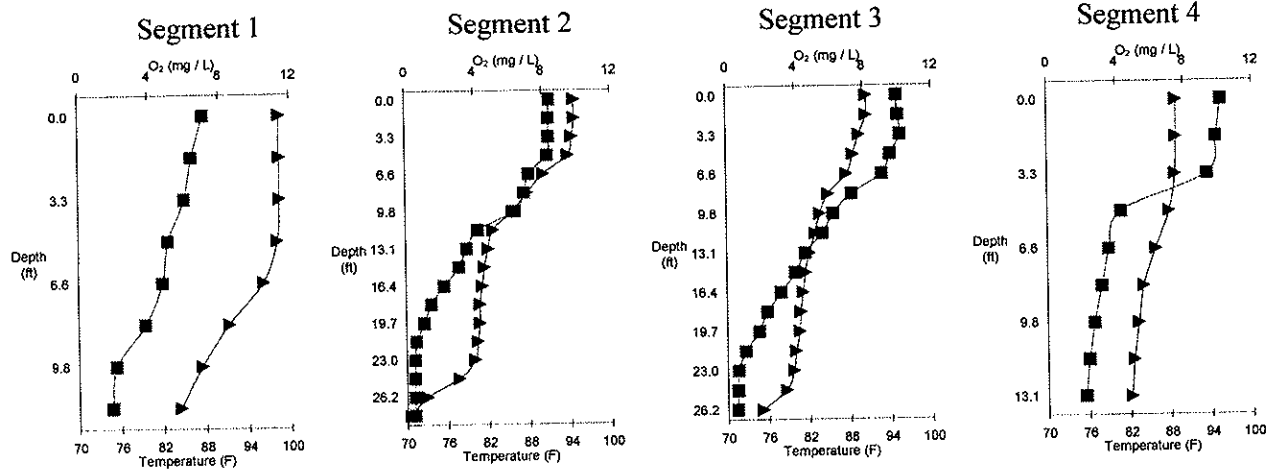 Segment 1
O₂ (mg / L)
0 4 8 12
0.0
3.3
6.6
9.8
Depth
(ft)
70 76 82 88 94 100
Temperature (F)
Segment 2
O₂ (mg / L)
0 4 8 12
0.0
3.3
6.6
9.8
13.1
16.4
19.7
23.0
26.2
Depth
(ft)
70 76 82 88 94 100
Temperature (F)
Segment 3
O₂ (mg / L)
0 4 8 12
0.0
3.3
6.6
9.8
13.1
16.4
19.7
23.0
26.2
Depth
(ft)
70 76 82 88 94 100
Temperature (F)
Segment 4
O₂ (mg / L)
0 4 8 12
0.0
3.3
6.6
9.8
13.1
Depth
(ft)
70 76 82 88 94 100
Temperature (F)